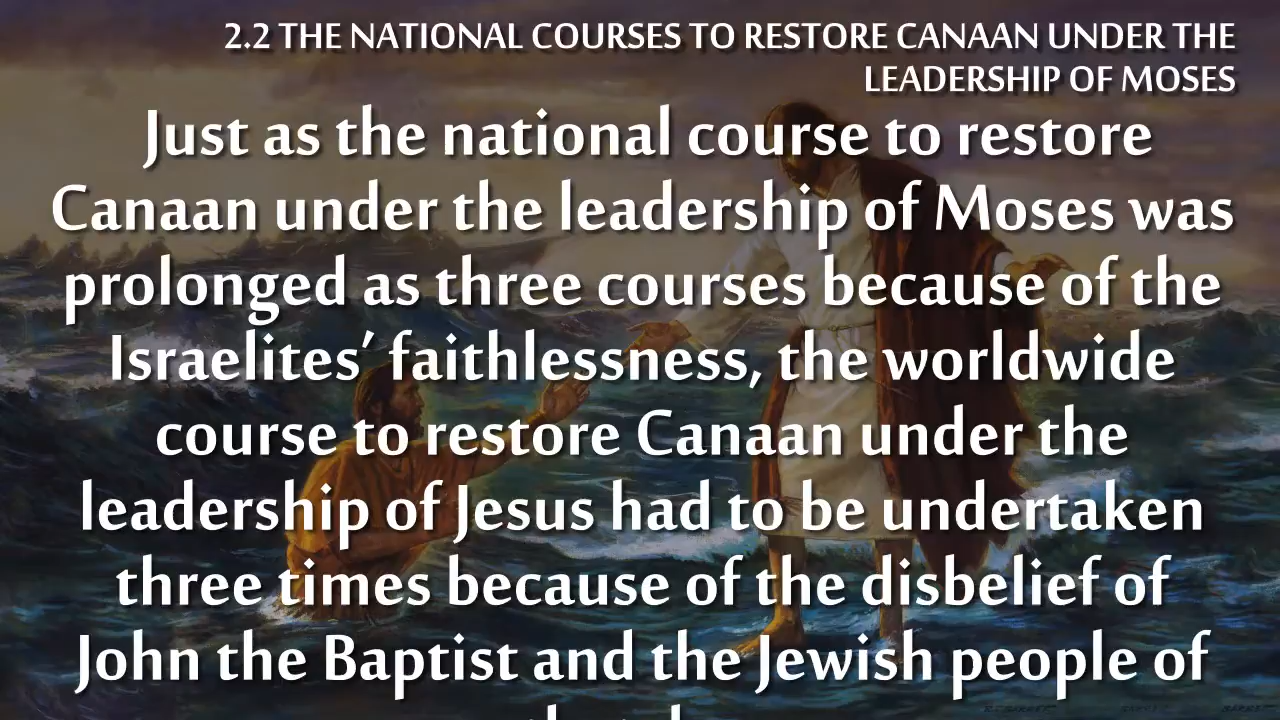 2.2 THE NATIONAL COURSES TO RESTORE CANAAN UNDER THE
LEADERSHIP OF MOSES
Just as the national course to restore
Canaan under the leadership of Moses was
prolonged as three courses because of the
Israelites’ faithlessness, the worldwide
course to restore Canaan under the
leadership of Jesus had to be undertaken
three times because of the disbelief of
John the Baptist and the Jewish people of